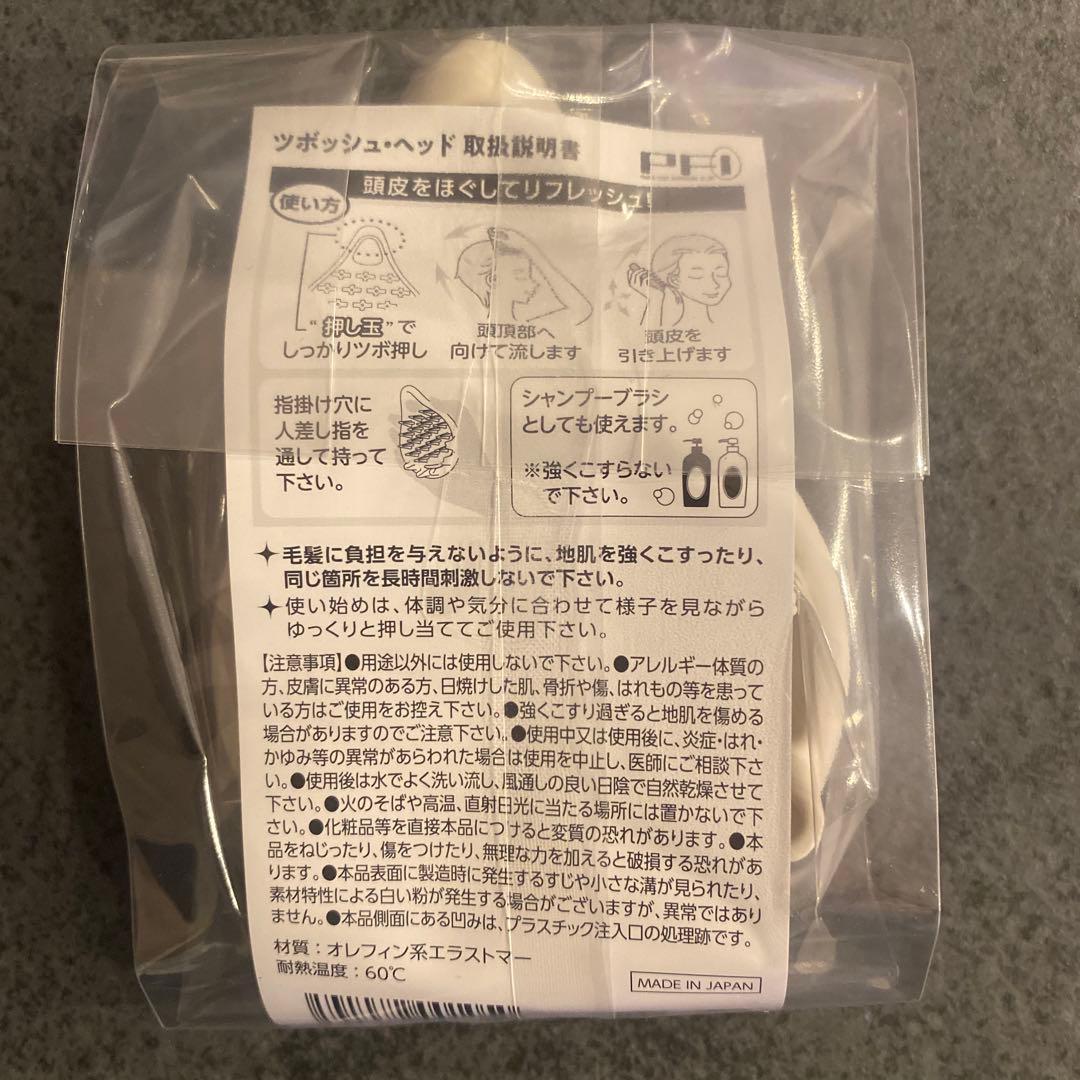 ツボッシュ・ヘッド 取扱説明書
PFI
頭皮をほぐしてリフレッシュ!
使い方
"押し玉"で
しっかりツボ押し
頭頂部へ
向けて流します
頭皮を
引き上げます
指掛け穴に
人差し指を
通して持って
下さい。
シャンプーブラシ
としても使えます。
※強くこすらない
で下さい。
毛髪に負担を与えないように、地肌を強くこすったり、
同じ箇所を長時間刺激しないで下さい。
使い始めは、体調や気分に合わせて様子を見ながら
ゆっくりと押し当ててご使用下さい。
【注意事項】●用途以外には使用しないで下さい。●アレルギー体質の
方、皮膚に異常のある方、日焼けした肌、骨折や傷、はれもの等を患って
いる方はご使用をお控え下さい。●強くこすり過ぎると地肌を傷める
場合がありますのでご注意下さい。●使用中又は使用後に、炎症・はれ・
かゆみ等の異常があらわれた場合は使用を中止し、医師にご相談下さ
い。●使用後は水でよく洗い流し、風通しの良い日陰で自然乾燥させて
下さい。●火のそばや高温、直射日光に当たる場所には置かないで下
さい。●化粧品等を直接本品につけると変質の恐れがあります。●本
品をねじったり、傷をつけたり、無理な力を加えると破損する恐れがあ
ります。●本品表面に製造時に発生するすじや小さな溝が見られたり、
素材特性による白い粉が発生する場合がございますが、異常ではあり
ません。●本品側面にある凹みは、プラスチック注入口の処理跡です。
材質：オレフィン系エラストマー
耐熱温度：60℃
MADE IN JAPAN